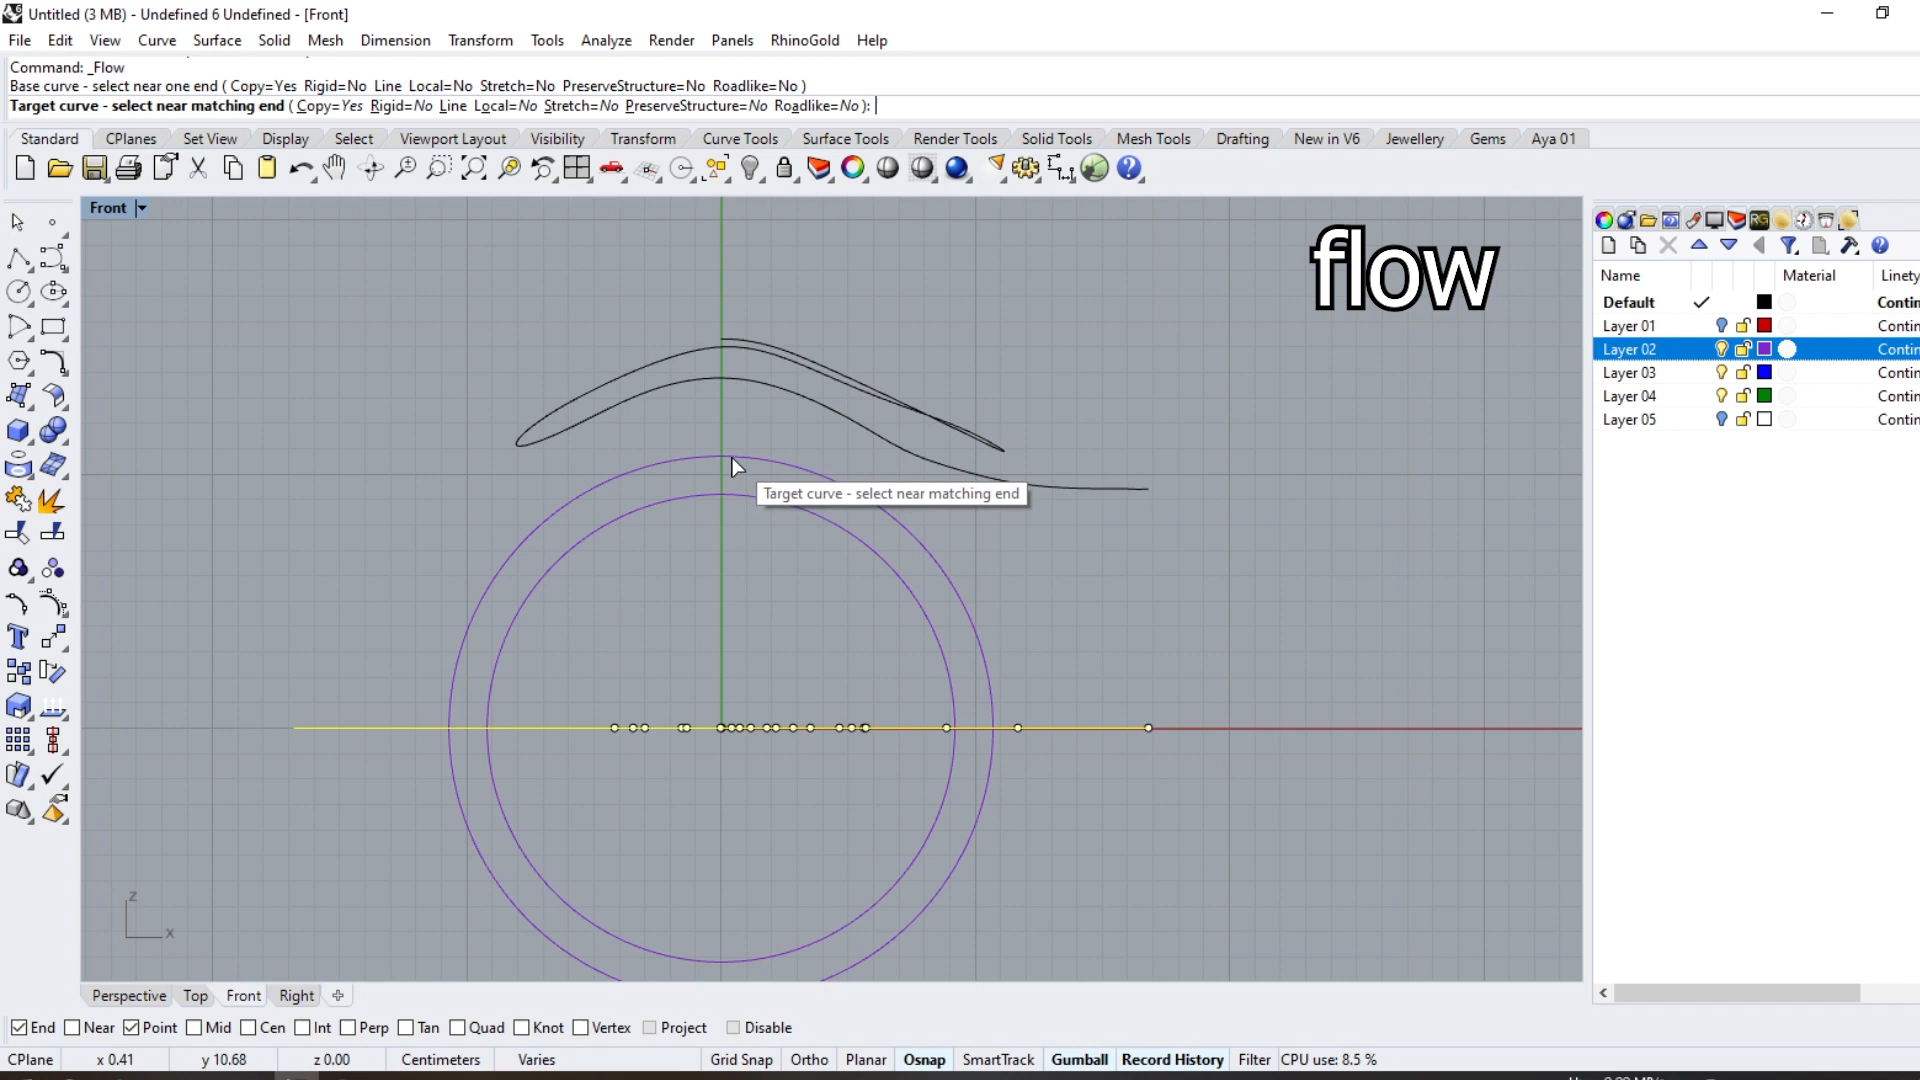 Untitled (3 MB) - Undefined 6 Undefined - [Front]
File Edit View Curve Surface Solid Mesh Dimension Transform Tools Analyze Render Panels RhinoGold Help
Command: _Flow
Base curve - select near one end ( Copy=Yes Rigid=No Line Local=No Stretch=No PreserveStructure=No Roadlike=No )
Target curve - select near matching end ( Copy=Yes Rigid=No Line Local=No Stretch=No PreserveStructure=No Roadlike=No ):
Standard CPlanes Set View Display Select Viewport Layout Visibility Transform Curve Tools Surface Tools Render Tools Solid Tools Mesh Tools Drafting New in V6 Jewellery Gems Aya 01
Front
flow
RG
Name Material Linety
Default Contin
Layer 01 Contin
Layer 02 Contin
Layer 03 Contin
Layer 04 Contin
Layer 05 Contin
Target curve - select near matching end
z
x
Perspective Top Front Right
End Near Point Mid Cen Int Perp Tan Quad Knot Vertex Project Disable
CPlane x 0.41 y 10.68 z 0.00 Centimeters Varies Grid Snap Ortho Planar Osnap SmartTrack Gumball Record History Filter CPU use: 8.5 %